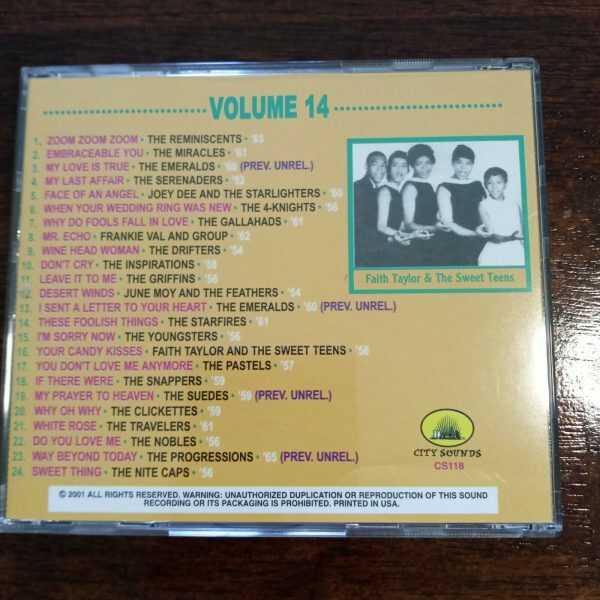 VOLUME 14
1. ZOOM ZOOM ZOOM • THE REMINISCENTS • '63
2. EMBRACEABLE YOU • THE MIRACLES • '61
3. MY LOVE IS TRUE • THE EMERALDS • '60 (PREV. UNREL.)
4. MY LAST AFFAIR • THE SERENADERS •
5. FACE OF AN ANGEL • JOEY DEE AND THE STARLIGHTERS • '60
6. WHEN YOUR WEDDING RING WAS NEW • THE 4-KNIGHTS • '56
7. WHY DO FOOLS FALL IN LOVE • THE GALLAHADS • '61
8. MR. ECHO • FRANKIE VAL AND GROUP • '62
9. WINE HEAD WOMAN • THE DRIFTERS • '54
10. DON'T CRY • THE INSPIRATIONS • '58
11. LEAVE IT TO ME • THE GRIFFINS • '56
12. DESERT WINDS • JUNE MOY AND THE FEATHERS • '54
13. I SENT A LETTER TO YOUR HEART • THE EMERALDS • '60 (PREV. UNREL.)
14. THESE FOOLISH THINGS • THE STARFIRES • '61
15. I'M SORRY NOW • THE YOUNGSTERS • '56
16. YOUR CANDY KISSES • FAITH TAYLOR AND THE SWEET TEENS • '58
17. YOU DON'T LOVE ME ANYMORE • THE PASTELS • '57
18. IF THERE WERE • THE SNAPPERS • '59
19. MY PRAYER TO HEAVEN • THE SUEDES • '59 (PREV. UNREL.)
20. WHY OH WHY • THE CLICKETTES • '59
21. WHITE ROSE • THE TRAVELERS • '61
22. DO YOU LOVE ME • THE NOBLES • '56
23. WAY BEYOND TODAY • THE PROGRESSIONS • '65 (PREV. UNREL.)
24. SWEET THING • THE NITE CAPS • '56
Faith Taylor & The Sweet Teens
CITY SOUNDS
CS118
© 2001 ALL RIGHTS RESERVED. WARNING: UNAUTHORIZED DUPLICATION OR REPRODUCTION OF THIS SOUND
RECORDING OR ITS PACKAGING IS PROHIBITED. PRINTED IN USA.